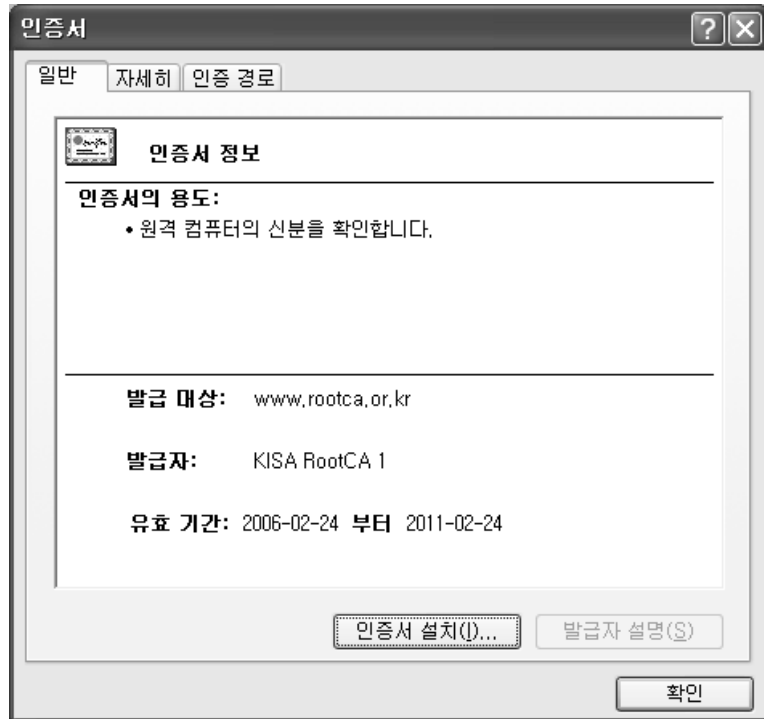 인증서
일반 자세히 인증 경로
인증서 정보
인증서의 용도:
• 원격 컴퓨터의 신분을 확인합니다.
발급 대상: www.rootca.or.kr
발급자: KISA RootCA 1
유효 기간: 2006-02-24 부터 2011-02-24
인증서 설치(I)... 발급자 설명(S)
확인